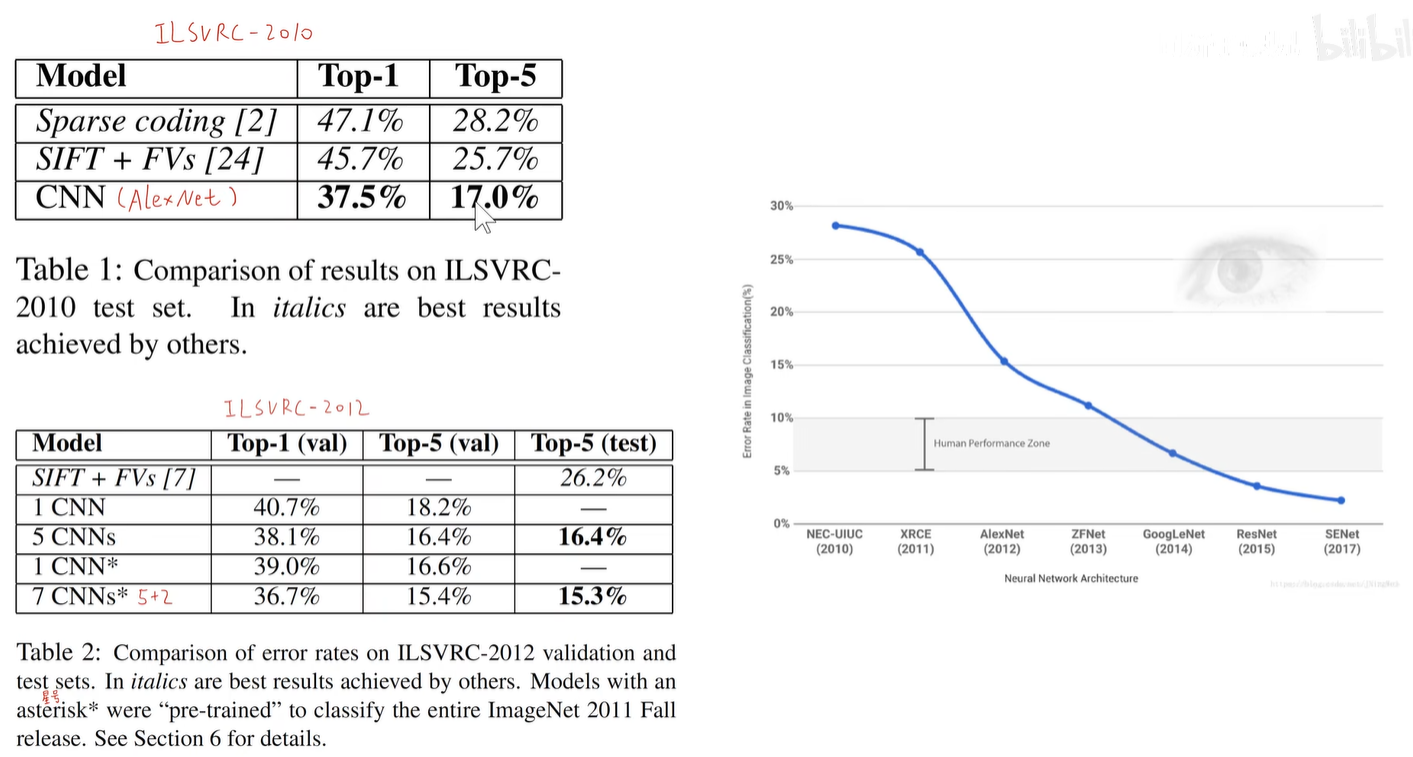 ILSVRC-2010
Model Top-1 Top-5
Sparse coding [2] 47.1% 28.2%
SIFT + FVs [24] 45.7% 25.7%
CNN (AlexNet) 37.5% 17.0%
Table 1: Comparison of results on ILSVRC-
2010 test set. In italics are best results
achieved by others.
ILSVRC-2012
Model Top-1 (val) Top-5 (val) Top-5 (test)
SIFT + FVs [7] — — 26.2%
1 CNN 40.7% 18.2% —
5 CNNs 38.1% 16.4% 16.4%
1 CNN* 39.0% 16.6% —
7 CNNs* 5+2 36.7% 15.4% 15.3%
Table 2: Comparison of error rates on ILSVRC-2012 validation and
test sets. In italics are best results achieved by others. Models with an
星号
asterisk* were “pre-trained” to classify the entire ImageNet 2011 Fall
release. See Section 6 for details.
bilibil
Error Rate in Image Classification(%)
30%
25%
20%
15%
10%
Human Performance Zone
5%
0%
NEC-UIUC (2010)
XRCE (2011)
AlexNet (2012)
ZFNet (2013)
GoogLeNet (2014)
ResNet (2015)
SENet (2017)
Neural Network Architecture